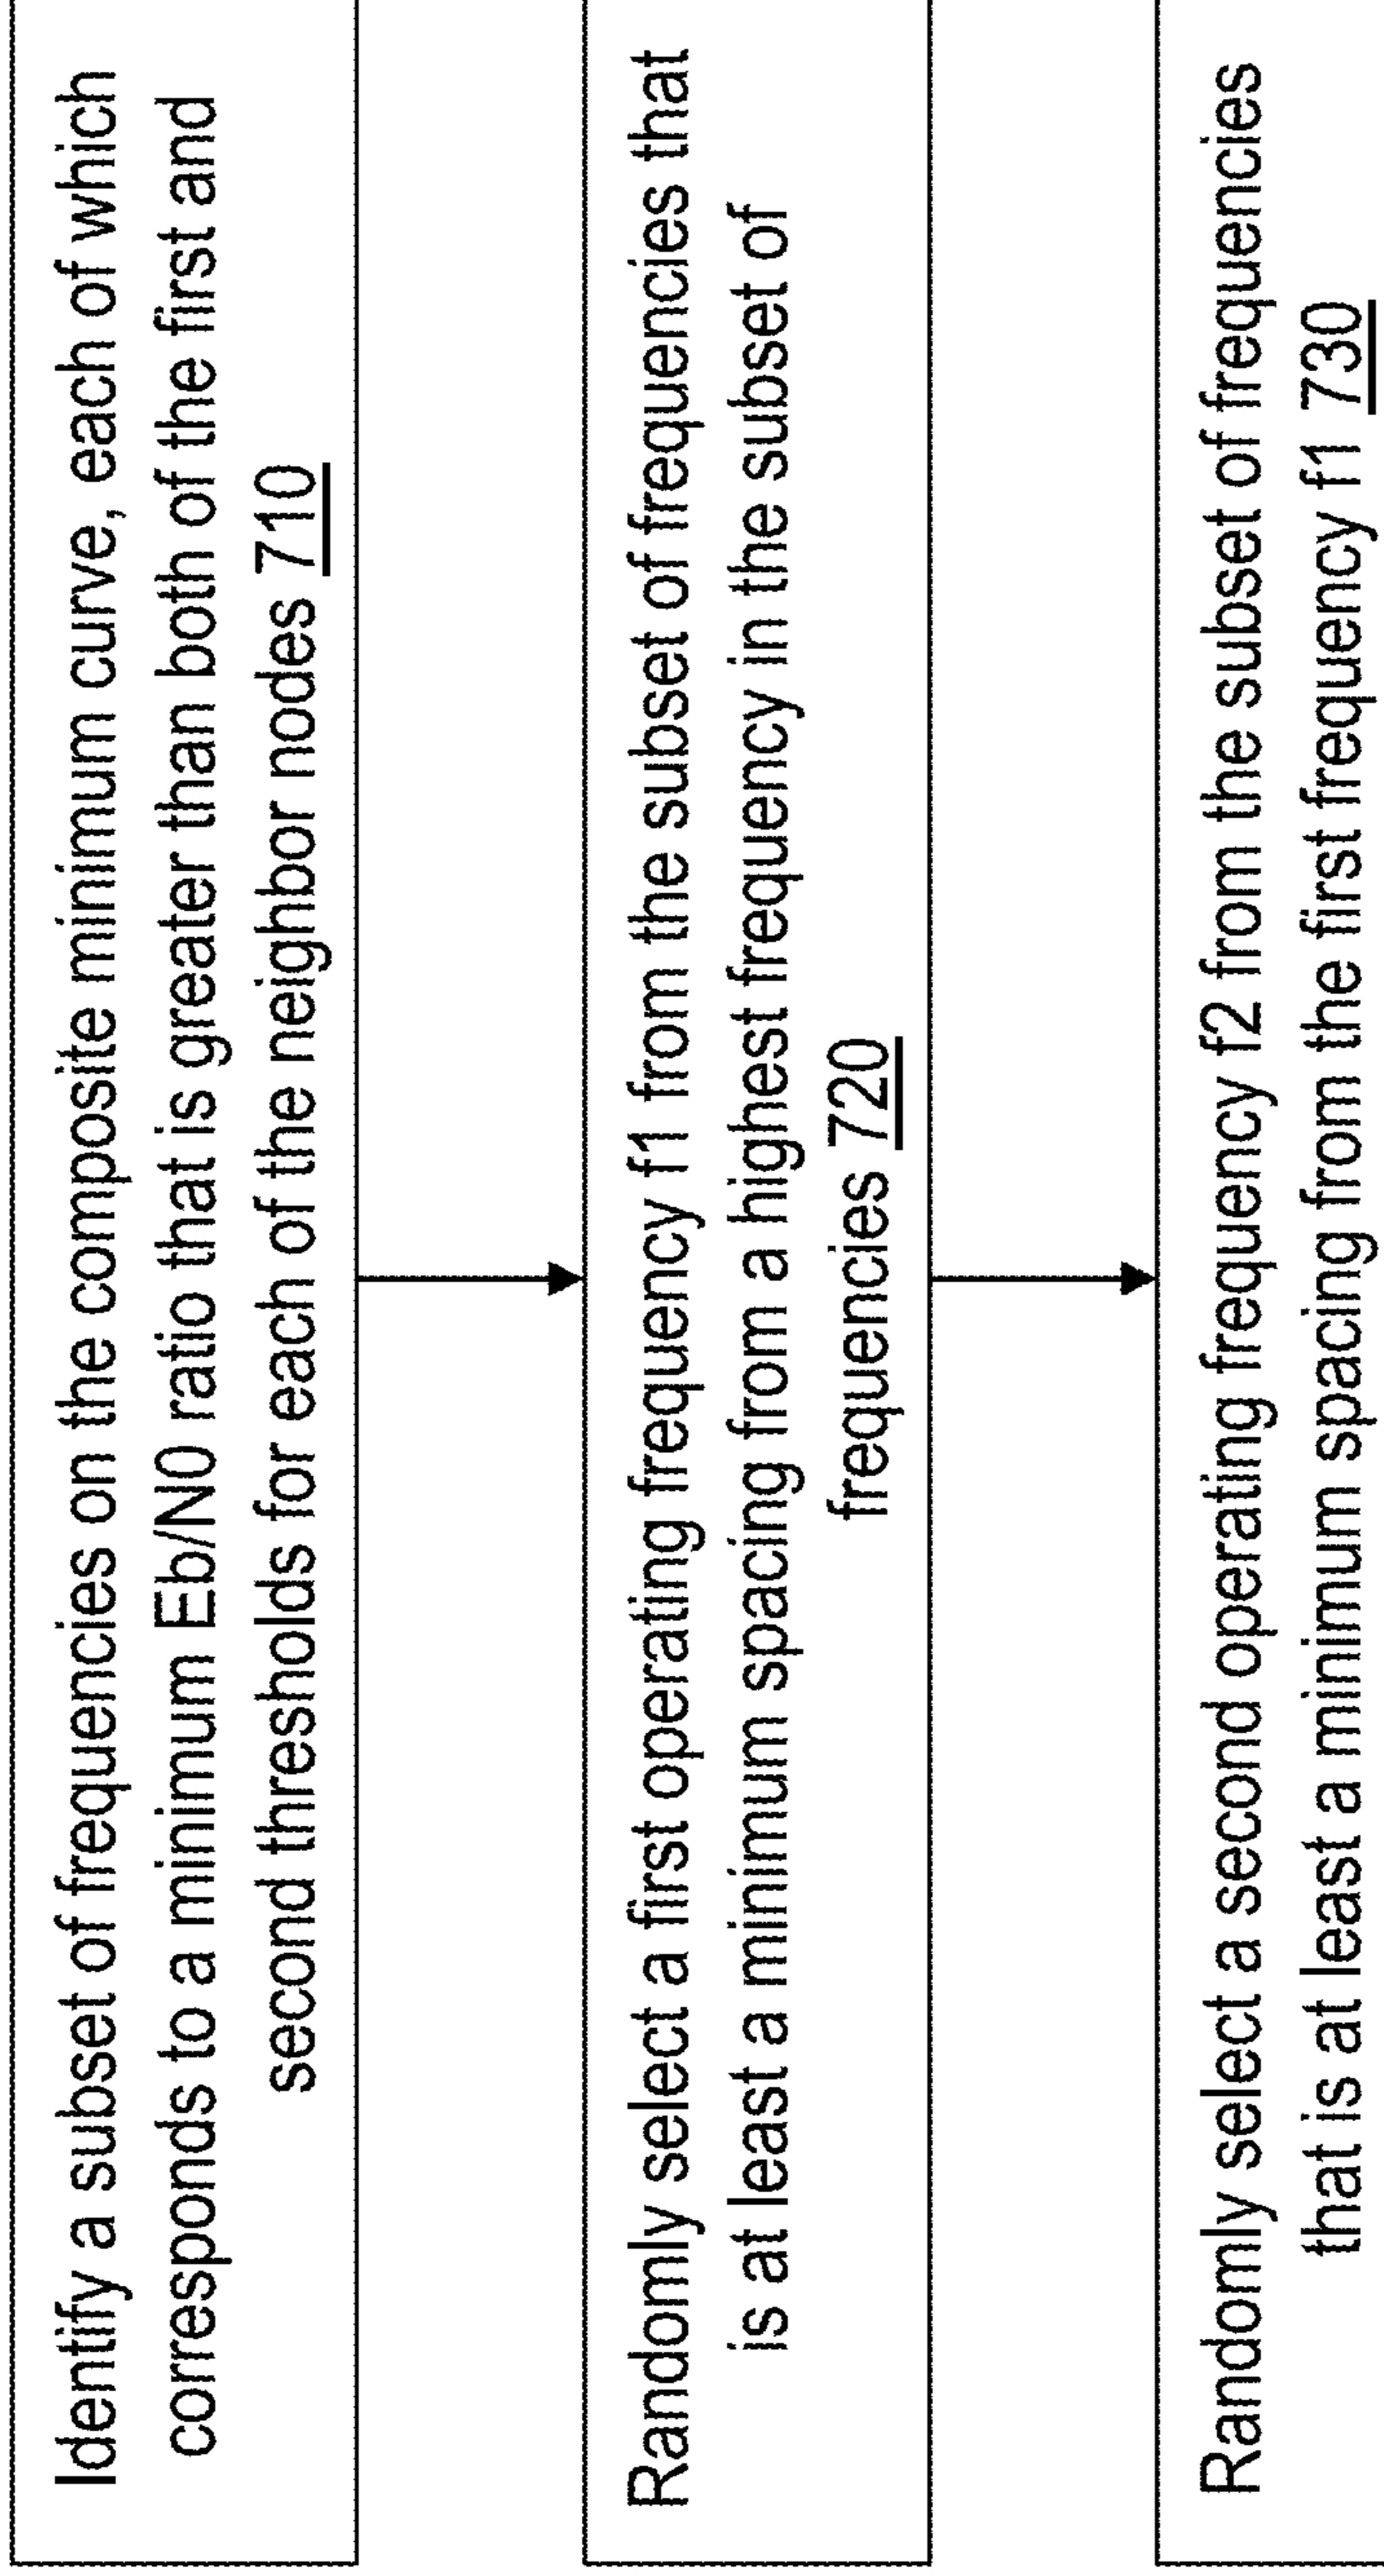 Identify a subset of frequencies on the composite minimum curve, each of which
corresponds to a minimum Eb/N0 ratio that is greater than both of the first and
second thresholds for each of the neighbor nodes 710
Randomly select a first operating frequency f1 from the subset of frequencies that
is at least a minimum spacing from a highest frequency in the subset of
frequencies 720
Randomly select a second operating frequency f2 from the subset of frequencies
that is at least a minimum spacing from the first frequency f1 730